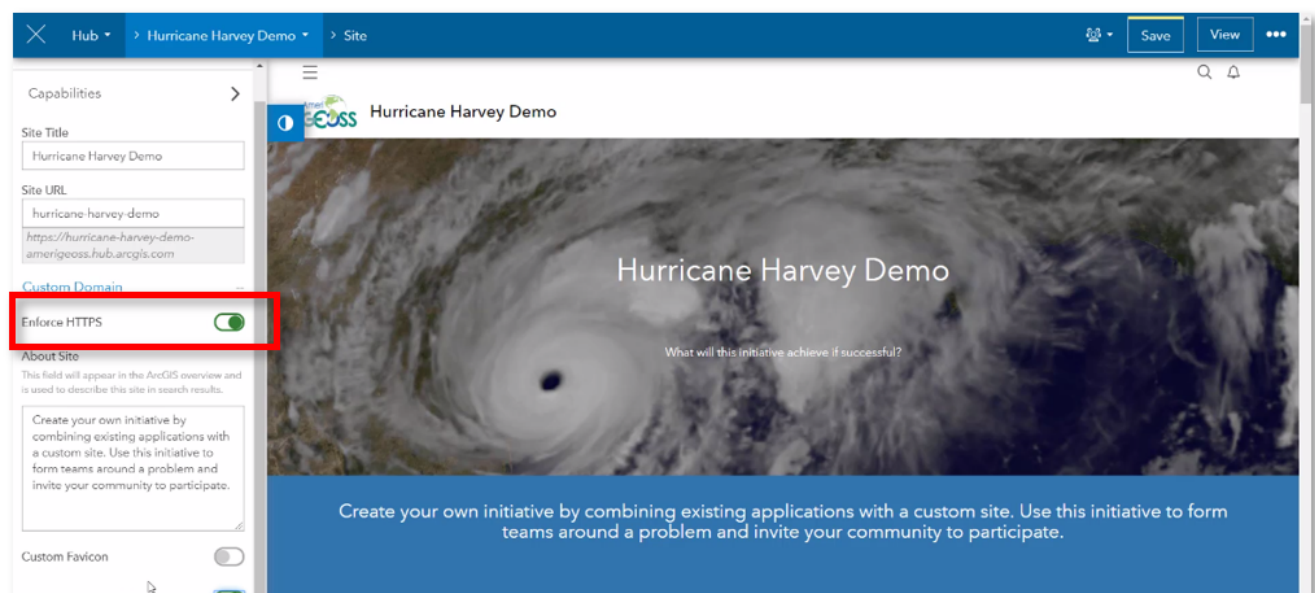 Hub > Hurricane Harvey Demo > Site Save View
Capabilities
Site Title
Hurricane Harvey Demo
Site URL
hurricane-harvey-demo
https://hurricane-harvey-demo-
amerigeoss.hub.arcgis.com
Custom Domain
Enforce HTTPS
About Site
This field will appear in the ArcGIS overview and
is used to describe this site in search results.
Create your own initiative by
combining existing applications with
a custom site. Use this initiative to
form teams around a problem and
invite your community to participate.
Custom Favicon
Ameri
GEOSS
Hurricane Harvey Demo
Hurricane Harvey Demo
What will this initiative achieve if successful?
Create your own initiative by combining existing applications with a custom site. Use this initiative to form
teams around a problem and invite your community to participate.